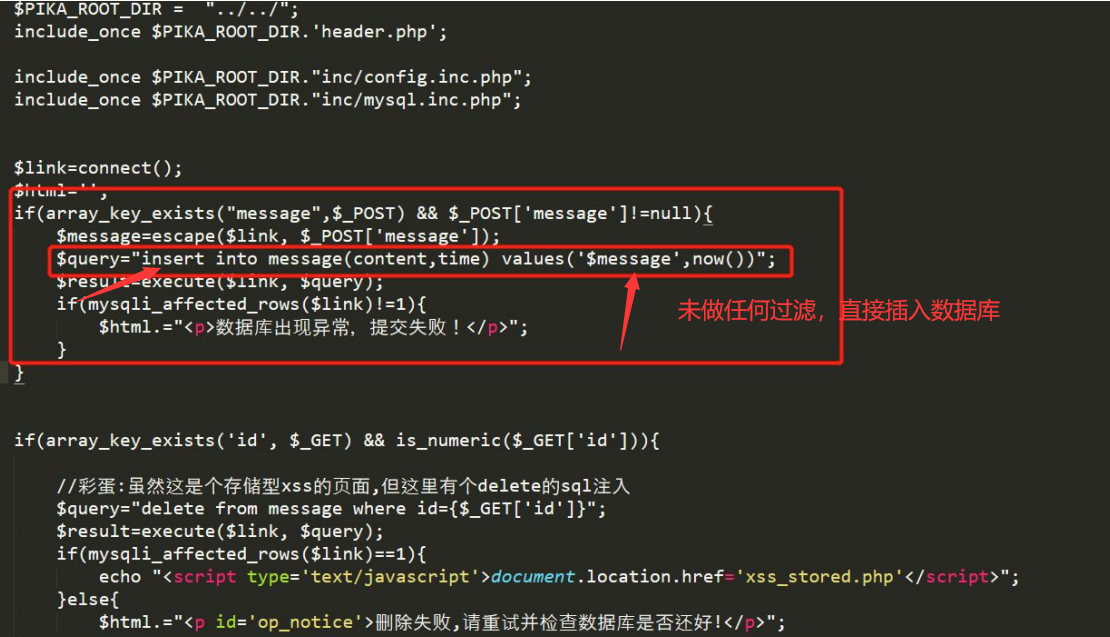 $PIKA_ROOT_DIR =  "../../";
include_once $PIKA_ROOT_DIR.'header.php';
include_once $PIKA_ROOT_DIR."inc/config.inc.php";
include_once $PIKA_ROOT_DIR."inc/mysql.inc.php";
$link=connect();
$html='';
if(array_key_exists("message",$_POST) && $_POST['message']!=null){
    $message=escape($link, $_POST['message']);
    $query="insert into message(content,time) values('$message',now())";
    $result=execute($link, $query);
    if(mysqli_affected_rows($link)!=1){
未做任何过滤，直接插入数据库
        $html.="<p>数据库出现异常，提交失败！</p>";
    }
}
if(array_key_exists('id', $_GET) && is_numeric($_GET['id'])){
    //彩蛋:虽然这是个存储型xss的页面,但这里有个delete的sql注入
    $query="delete from message where id={$_GET['id']}";
    $result=execute($link, $query);
    if(mysqli_affected_rows($link)==1){
        echo "<script type='text/javascript'>document.location.href='xss_stored.php'</script>";
    }else{
        $html.="<p id='op_notice'>删除失败,请重试并检查数据库是否还好!</p>";